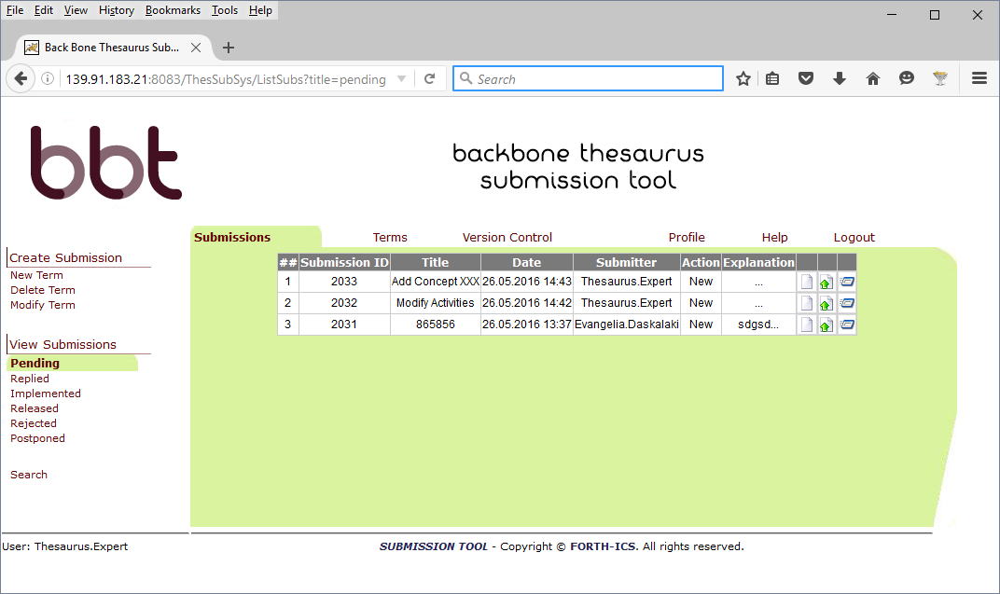 File Edit View History Bookmarks Tools Help
Back Bone Thesaurus Sub...
139.91.183.21:8083/ThesSubSys/ListSubs?title=pending
Search
bbt
backbone thesaurus
submission tool
Submissions Terms Version Control Profile Help Logout
Create Submission
New Term
Delete Term
Modify Term
View Submissions
Pending
Replied
Implemented
Released
Rejected
Postponed
Search
## Submission ID Title Date Submitter Action Explanation
1 2033 Add Concept XXX 26.05.2016 14:43 Thesaurus.Expert New ...
2 2032 Modify Activities 26.05.2016 14:42 Thesaurus.Expert New ...
3 2031 865856 26.05.2016 13:37 Evangelia.Daskalaki New sdgsd...
User: Thesaurus.Expert
SUBMISSION TOOL - Copyright © FORTH-ICS. All rights reserved.